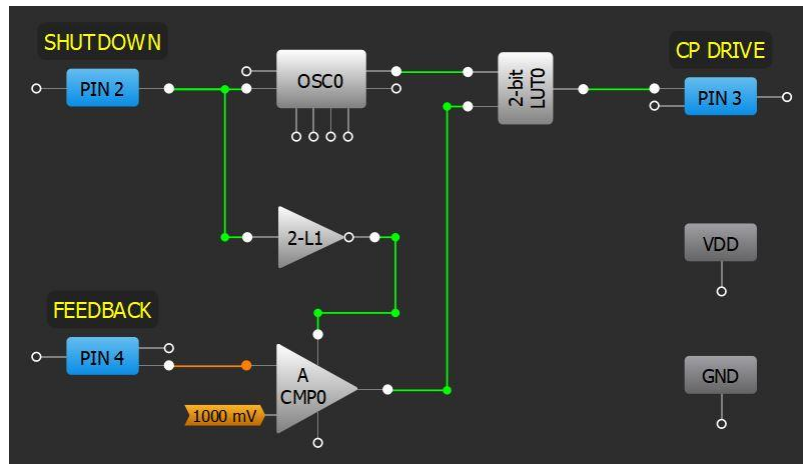 SHUTDOWN
PIN 2
OSC0
2-bit
LUT0
CP DRIVE
PIN 3
2-L1
VDD
FEEDBACK
PIN 4
A
CMP0
1000 mV
GND